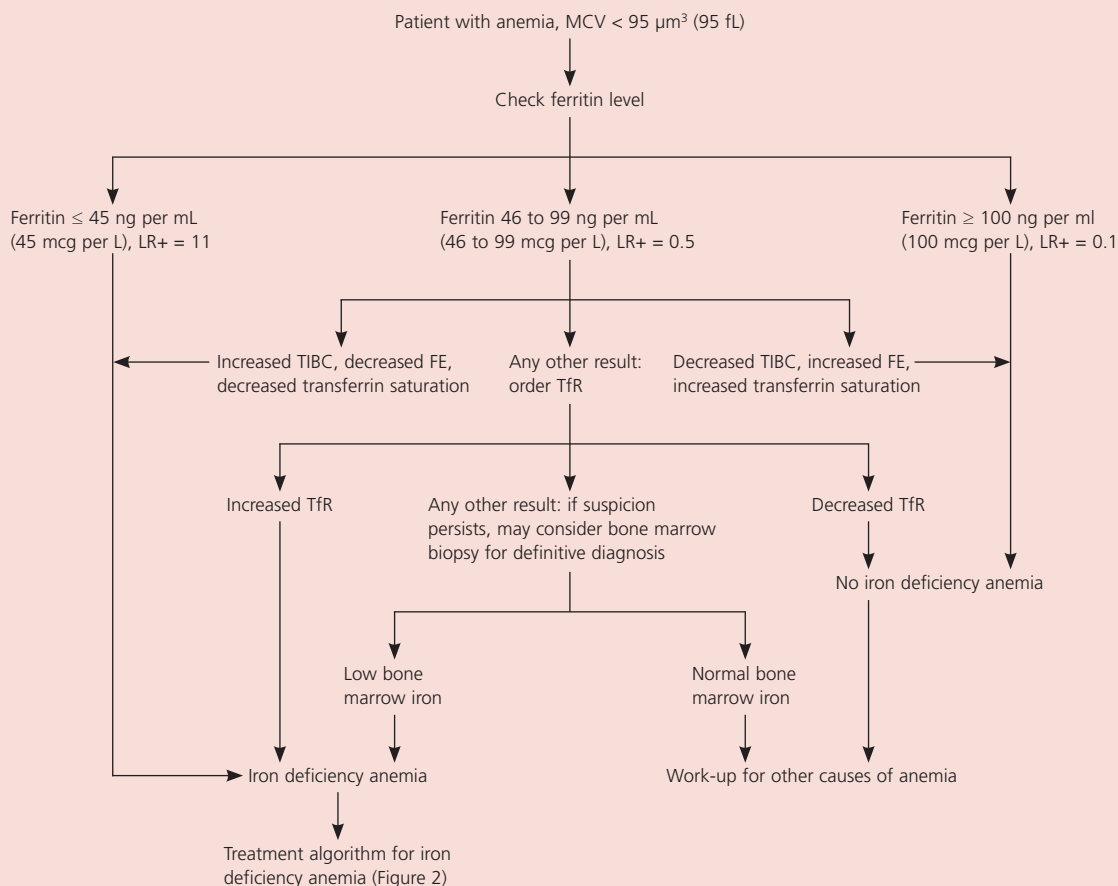 Patient with anemia, MCV < 95 µm³ (95 fL)
Check ferritin level
Ferritin ≤ 45 ng per mL
(45 mcg per L), LR+ = 11
Ferritin 46 to 99 ng per mL
(46 to 99 mcg per L), LR+ = 0.5
Ferritin ≥ 100 ng per ml
(100 mcg per L), LR+ = 0.1
Increased TIBC, decreased FE,
decreased transferrin saturation
Any other result:
order TfR
Decreased TIBC, increased FE,
increased transferrin saturation
Increased TfR
Any other result: if suspicion
persists, may consider bone marrow
biopsy for definitive diagnosis
Decreased TfR
No iron deficiency anemia
Low bone
marrow iron
Normal bone
marrow iron
Iron deficiency anemia
Work-up for other causes of anemia
Treatment algorithm for iron
deficiency anemia (Figure 2)